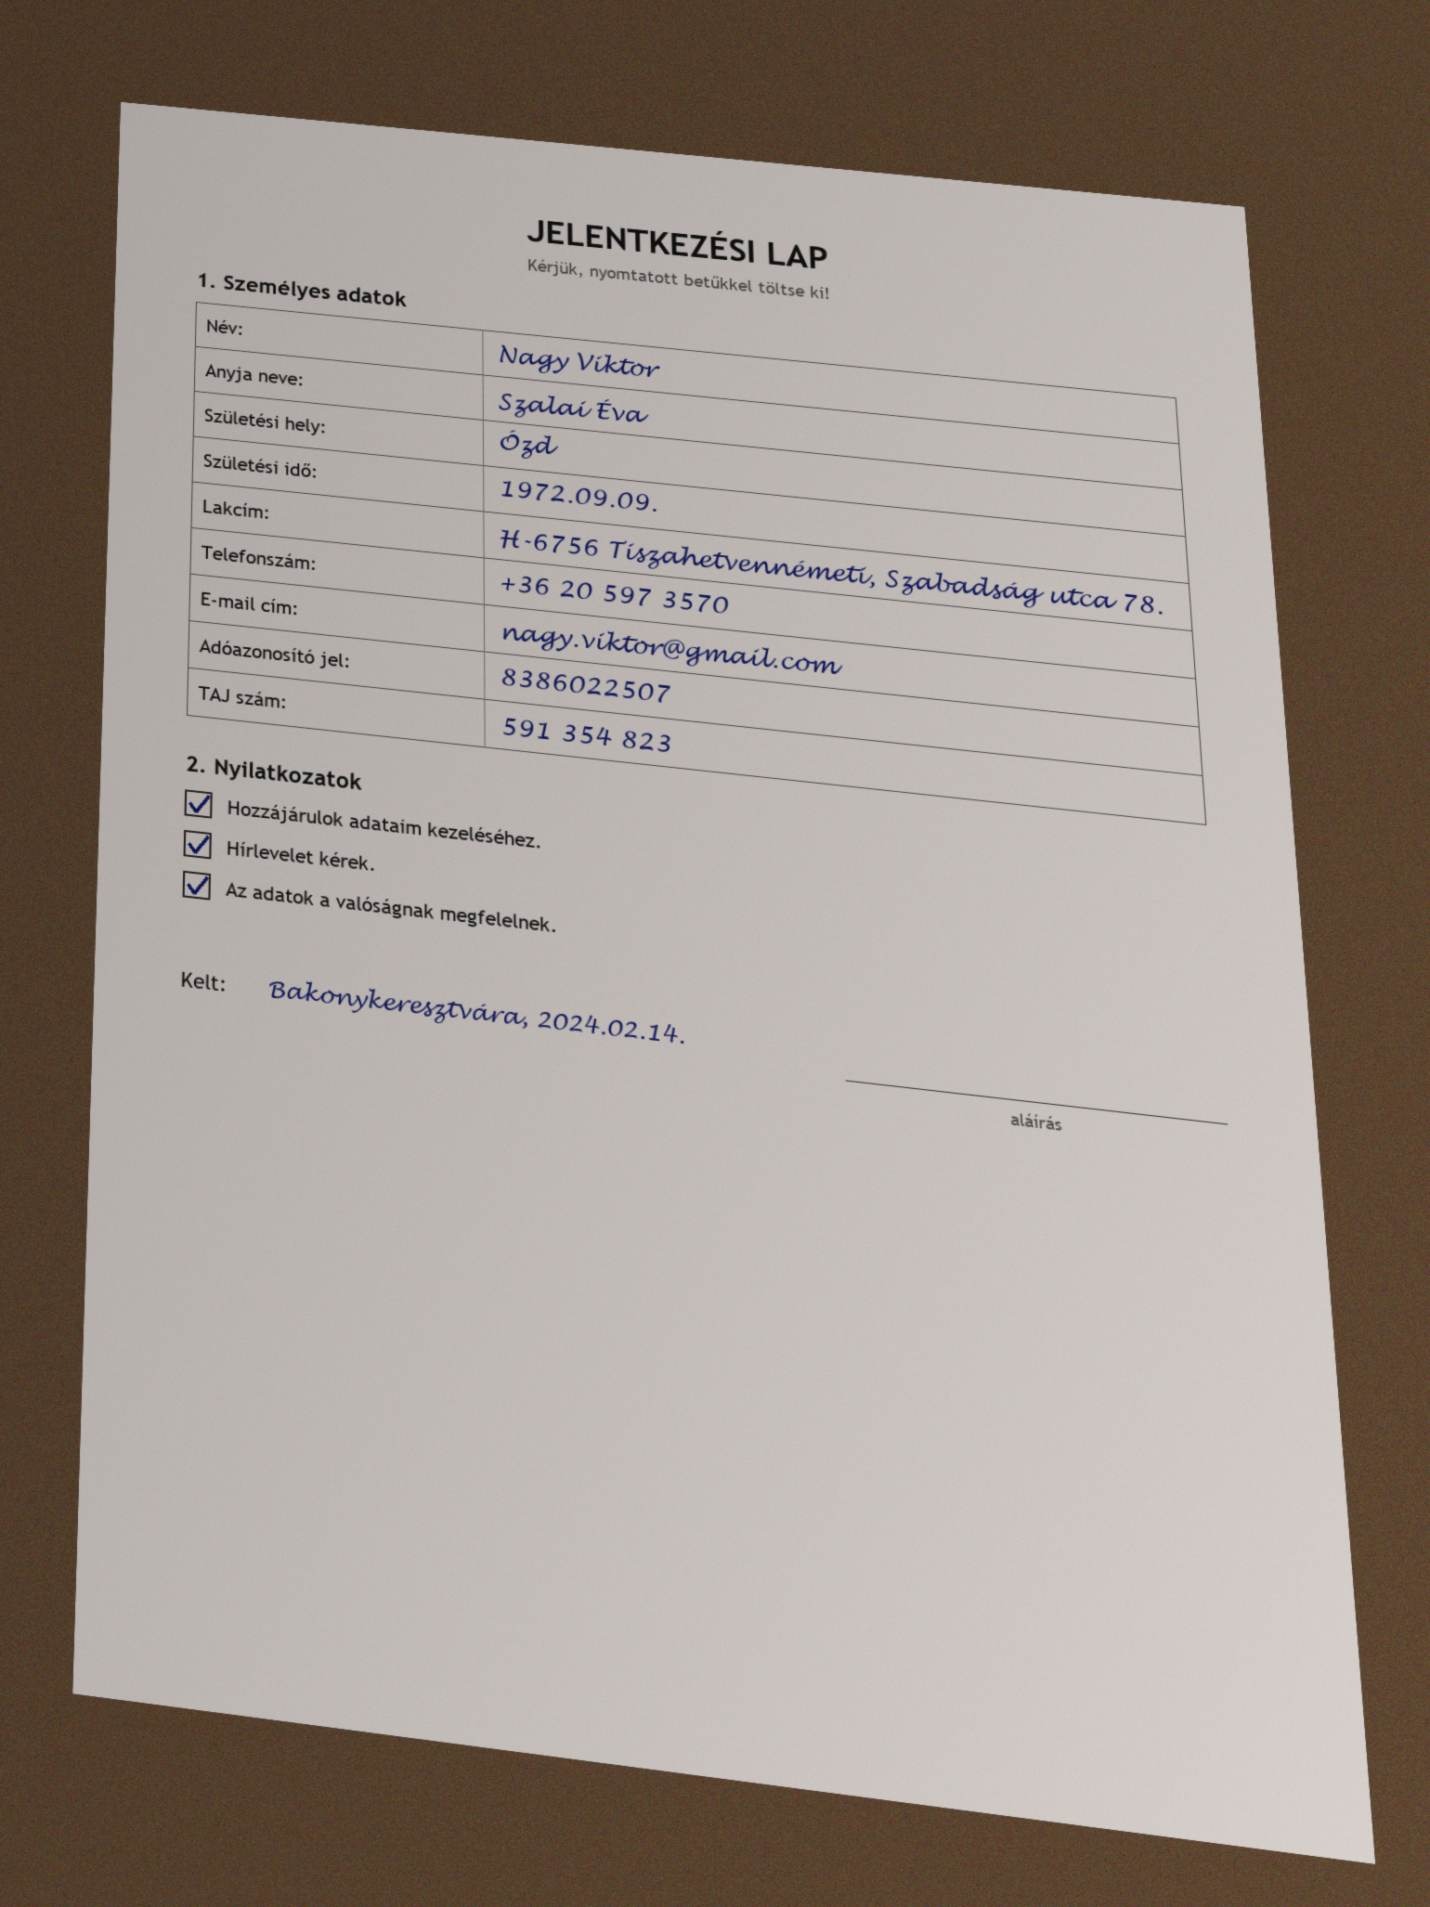 JELENTKEZÉSI LAP
Kérjük, nyomtatott betűkkel töltse ki!
1. Személyes adatok
Név: Nagy Viktor
Anyja neve: Szalai Éva
Születési hely: Ózd
Születési idő: 1972.09.09.
Lakcím: H-6756 Tiszahetvennémeti, Szabadság utca 78.
Telefonszám: +36 20 597 3570
E-mail cím: nagy.viktor@gmail.com
Adóazonosító jel: 8386022507
TAJ szám: 591 354 823
2. Nyilatkozatok
Hozzájárulok adataim kezeléséhez.
Hírlevelet kérek.
Az adatok a valóságnak megfelelnek.
Kelt: Bakonykeresztvára, 2024.02.14.
aláírás